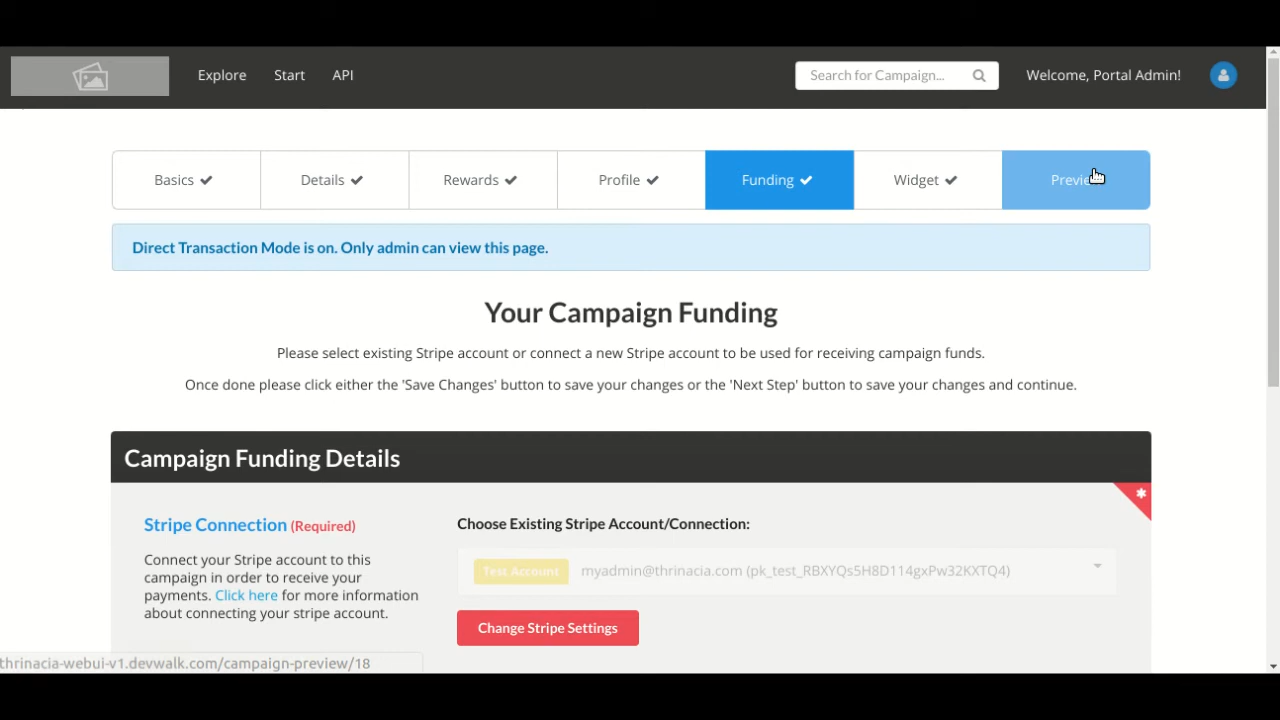 Explore Start API Search for Campaign... Welcome, Portal Admin!
Basics Details Rewards Profile Funding Widget
Direct Transaction Mode is on. Only admin can view this page.
Your Campaign Funding
Please select existing Stripe account or connect a new Stripe account to be used for receiving campaign funds.
Once done please click either the 'Save Changes' button to save your changes or the 'Next Step' button to save your changes and continue.
Campaign Funding Details
*
Stripe Connection (Required)
Connect your Stripe account to this
campaign in order to receive your
payments. Click here for more information
about connecting your stripe account.
Choose Existing Stripe Account/Connection:
Test Account myadmin@thrinacia.com (pk_test_RBXYQs5H8D114gxPw32KXTQ4)
Change Stripe Settings
thrinacia-webui-v1.devwalk.com/campaign-preview/18